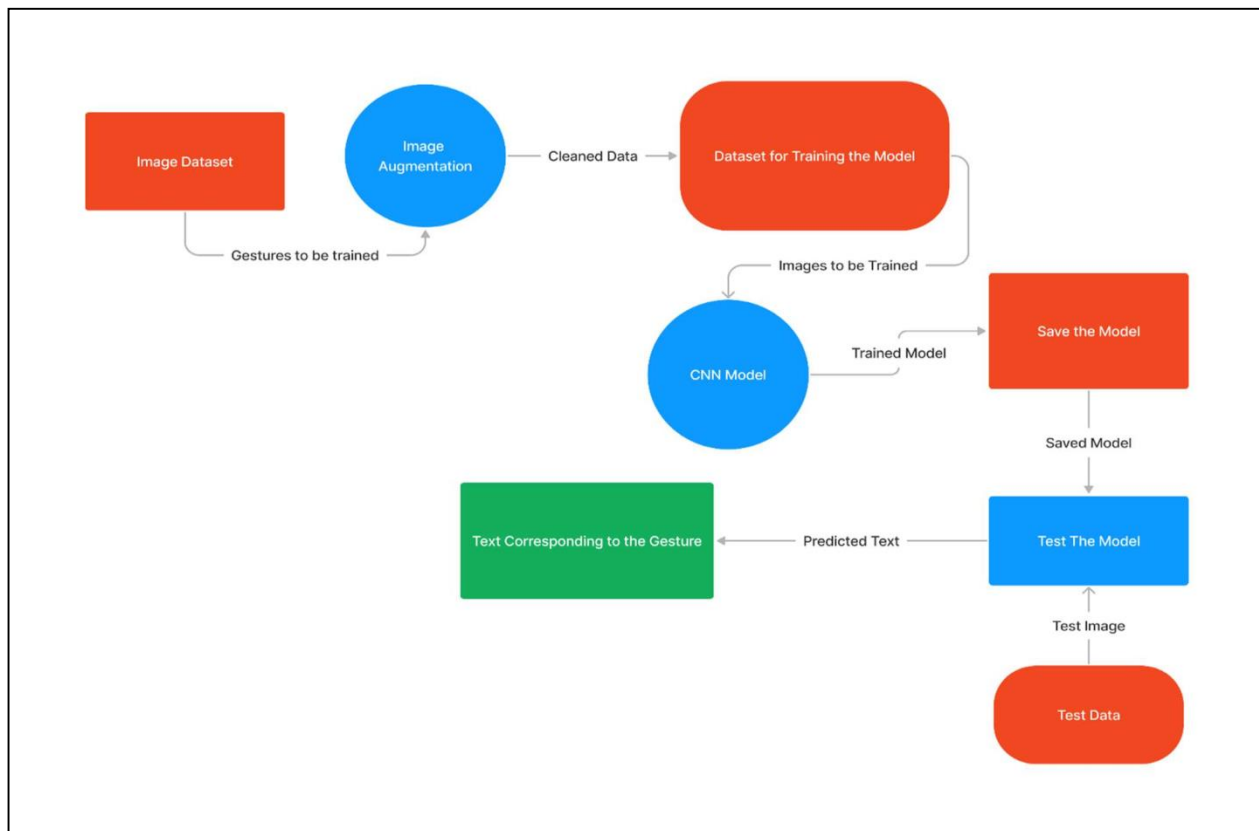 Image Dataset
Image
Augmentation
Cleaned Data
Dataset for Training the Model
Gestures to be trained
Images to be Trained
CNN Model
Trained Model
Save the Model
Saved Model
Text Corresponding to the Gesture
Predicted Text
Test The Model
Test Image
Test Data